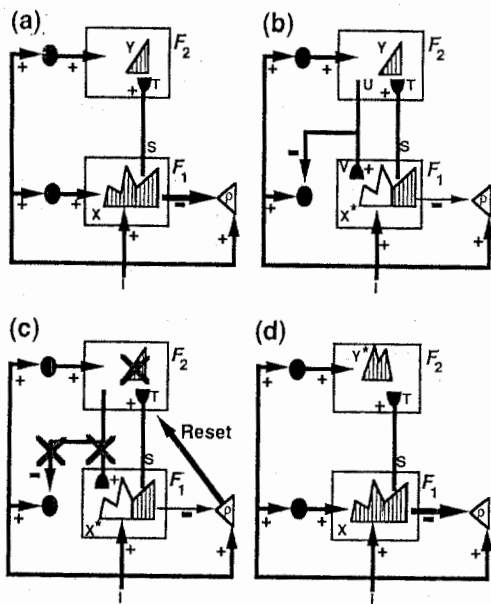 (a)
Y
F2
+
+
+
T
S
F1
+
+
X
-
ρ
+
+
I
(b)
Y
F2
+
+
U
+
T
-
S
V
+
F1
+
X*
-
ρ
+
+
I
(c)
F2
+
+
+
T
Reset
-
S
+
F1
+
X*
-
ρ
+
+
I
(d)
Y*
F2
+
+
+
T
S
F1
+
+
X
-
ρ
+
+
I